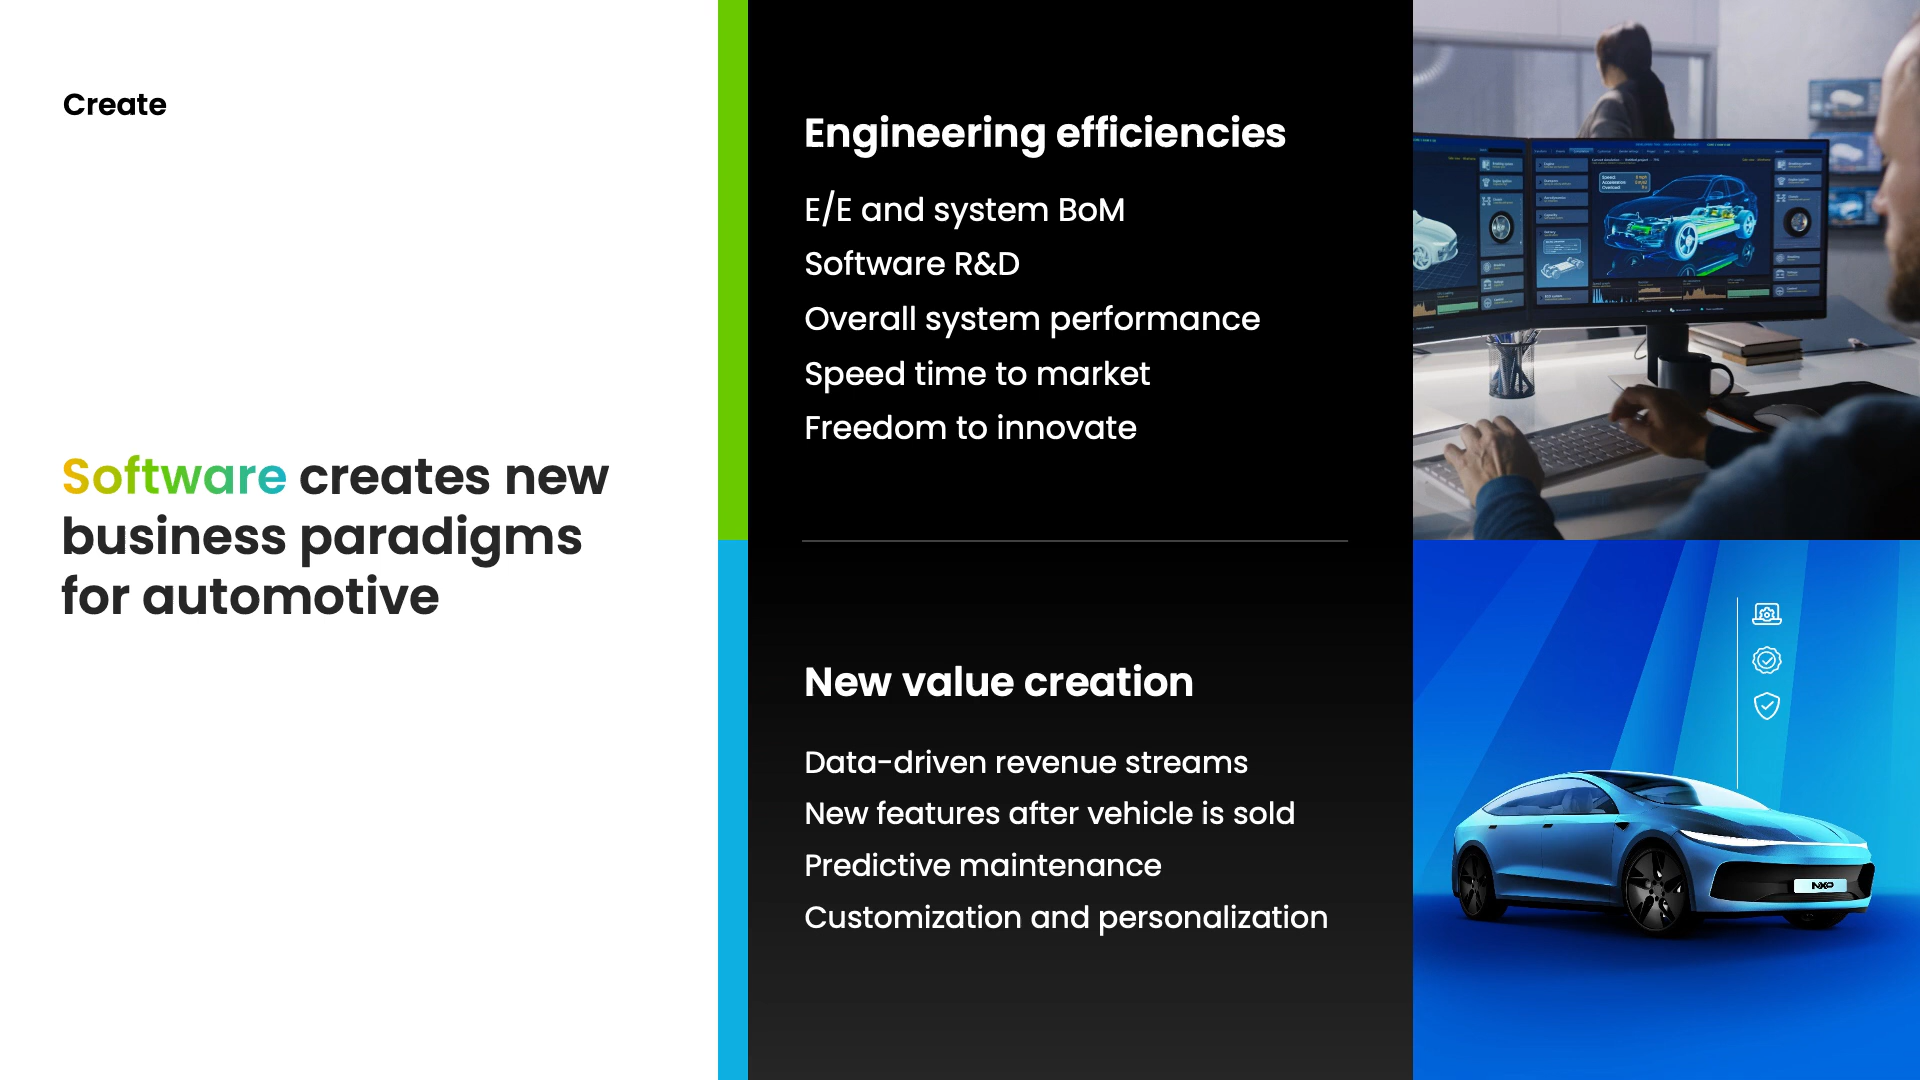 Create
Software creates new
business paradigms
for automotive
Engineering efficiencies
E/E and system BoM
Software R&D
Overall system performance
Speed time to market
Freedom to innovate
New value creation
Data-driven revenue streams
New features after vehicle is sold
Predictive maintenance
Customization and personalization
NXP